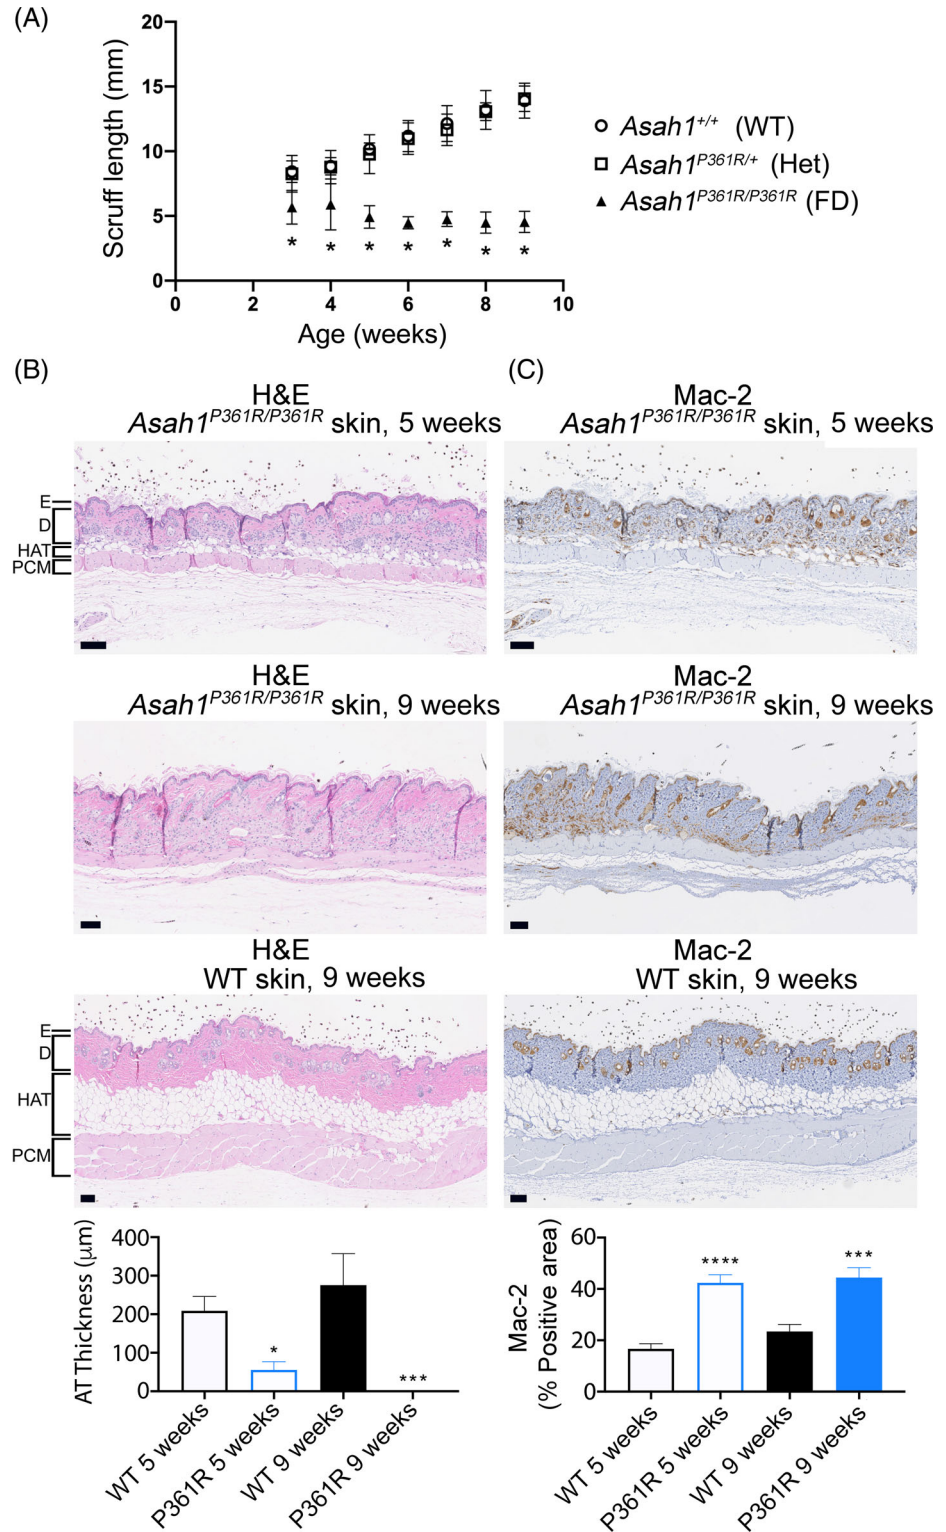 (A)
20
15
10
5
0
Scruff length (mm)
0 2 4 6 8 10
Age (weeks)
* * * * * * *
Asah1+/+ (WT)
Asah1P361R/+ (Het)
Asah1P361R/P361R (FD)
(B)
H&E
Asah1P361R/P361R skin, 5 weeks
E
D
HAT
PCM
H&E
Asah1P361R/P361R skin, 9 weeks
H&E
WT skin, 9 weeks
E
D
HAT
PCM
400
300
200
100
0
AT Thickness (μm)
*
***
WT 5 weeks
P361R 5 weeks
WT 9 weeks
P361R 9 weeks
(C)
Mac-2
Asah1P361R/P361R skin, 5 weeks
Mac-2
Asah1P361R/P361R skin, 9 weeks
Mac-2
WT skin, 9 weeks
60
40
20
0
Mac-2
(% Positive area)
****
***
WT 5 weeks
P361R 5 weeks
WT 9 weeks
P361R 9 weeks